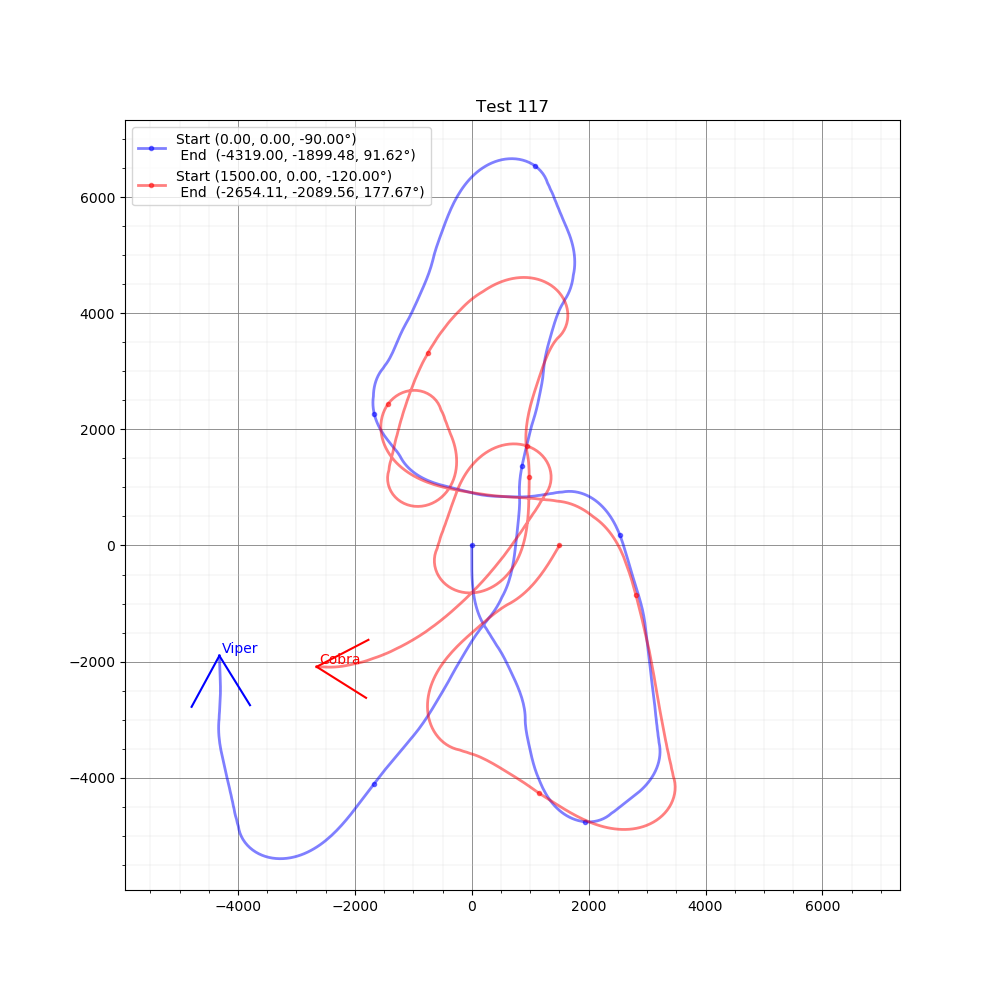 Test 117
Start (0.00, 0.00, -90.00°)
End (-4319.00, -1899.48, 91.62°)
Start (1500.00, 0.00, -120.00°)
End (-2654.11, -2089.56, 177.67°)
6000
4000
2000
0
−2000
−4000
Viper
Cobra
−4000 −2000 0 2000 4000 6000